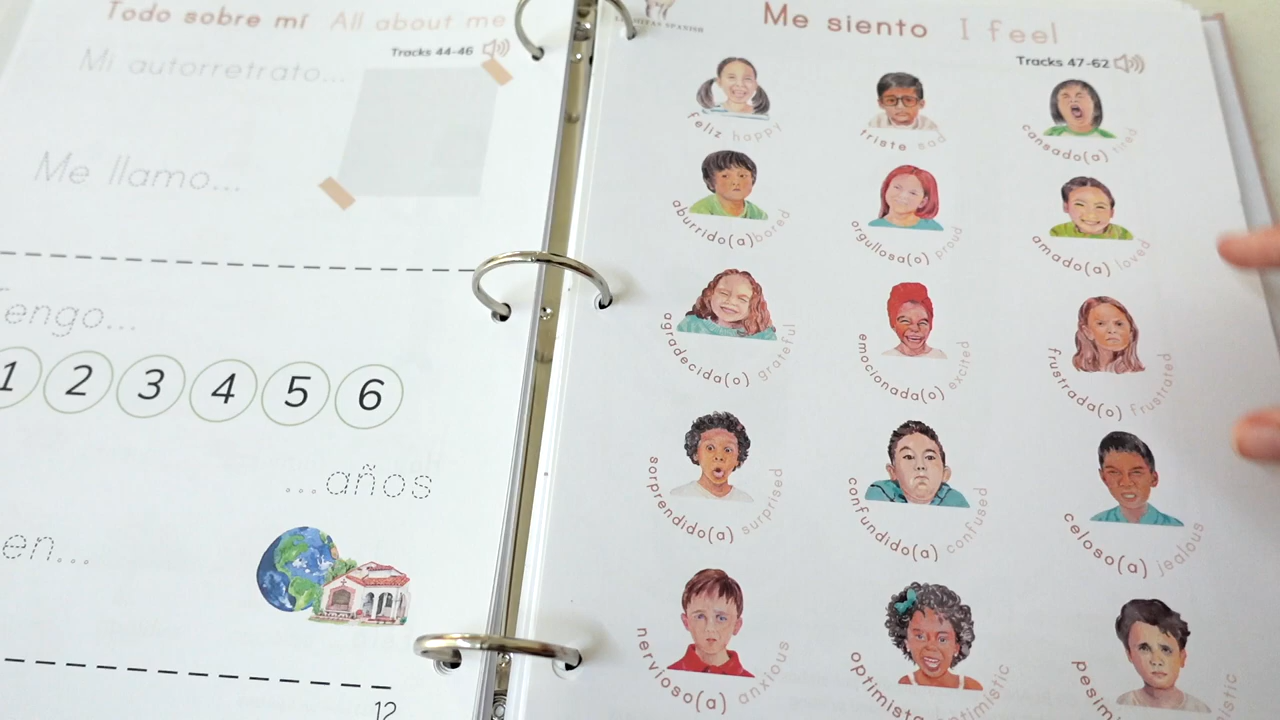 Todo sobre mí All about me
Tracks 44-46
Mi autorretrato...
Me llamo...
Tengo...
1 2 3 4 5 6
...años
en...
12
SPANISH
Me siento I feel
Tracks 47-62
feliz happy
triste sad
cansado(a) tired
aburrido(a) bored
orgullosa(o) proud
amado(a) loved
agradecida(o) grateful
emocionada(o) excited
frustrada(o) frustrated
sorprendido(a) surprised
confundido(a) confused
celoso(a) jealous
nervioso(a) anxious
optimista optimistic